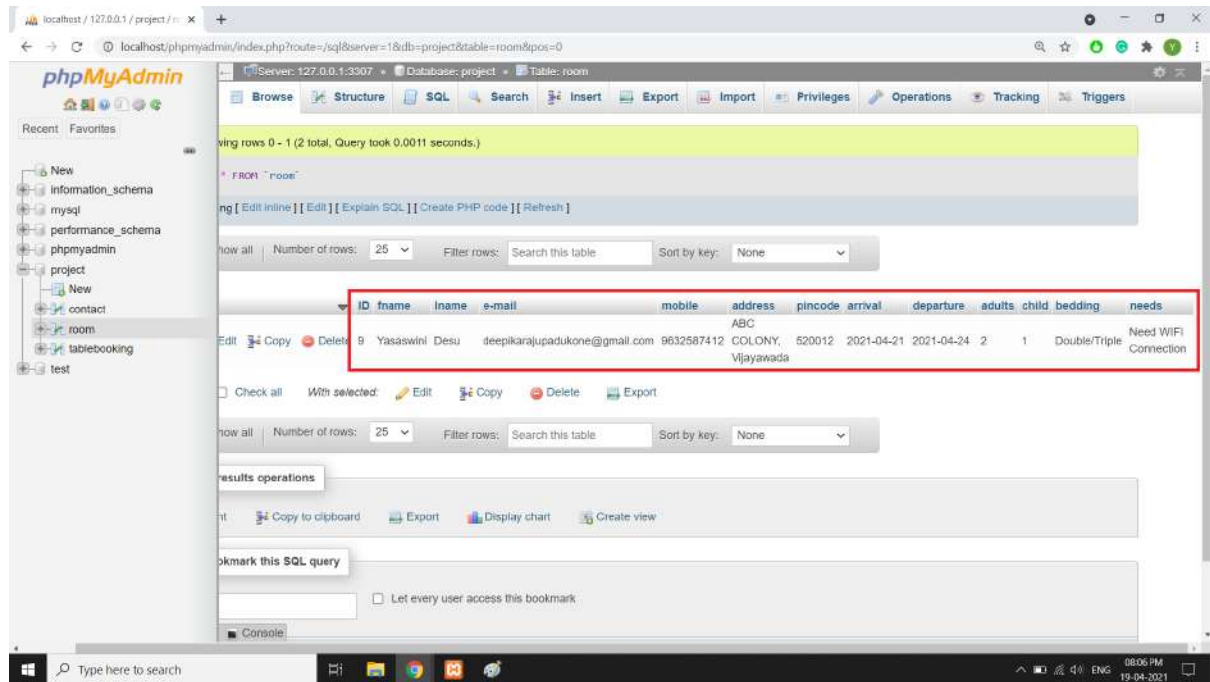 localhost / 127.0.0.1 / project / r
localhost/phpmyadmin/index.php?route=/sql&server=1&db=project&table=room&pos=0
phpMyAdmin
Recent Favorites
New
information_schema
mysql
performance_schema
phpmyadmin
project
New
contact
room
tablebooking
test
Server: 127.0.0.1:3307 » Database: project » Table: room
Browse Structure SQL Search Insert Export Import Privileges Operations Tracking Triggers
ving rows 0 - 1 (2 total, Query took 0.0011 seconds.)
* FROM `room`
ng [ Edit inline ] [ Edit ] [ Explain SQL ] [ Create PHP code ] [ Refresh ]
how all | Number of rows: 25 Filter rows: Search this table Sort by key: None
ID fname lname e-mail mobile address pincode arrival departure adults child bedding needs
Edit Copy Delete 9 Yasaswini Desu deepikarajupadukone@gmail.com 9632587412 ABC COLONY, Vijayawada 520012 2021-04-21 2021-04-24 2 1 Double/Triple Need WIFI Connection
Check all With selected: Edit Copy Delete Export
how all | Number of rows: 25 Filter rows: Search this table Sort by key: None
results operations
nt Copy to clipboard Export Display chart Create view
okmark this SQL query
Let every user access this bookmark
Console
Type here to search
ENG
08:06 PM
19-04-2021